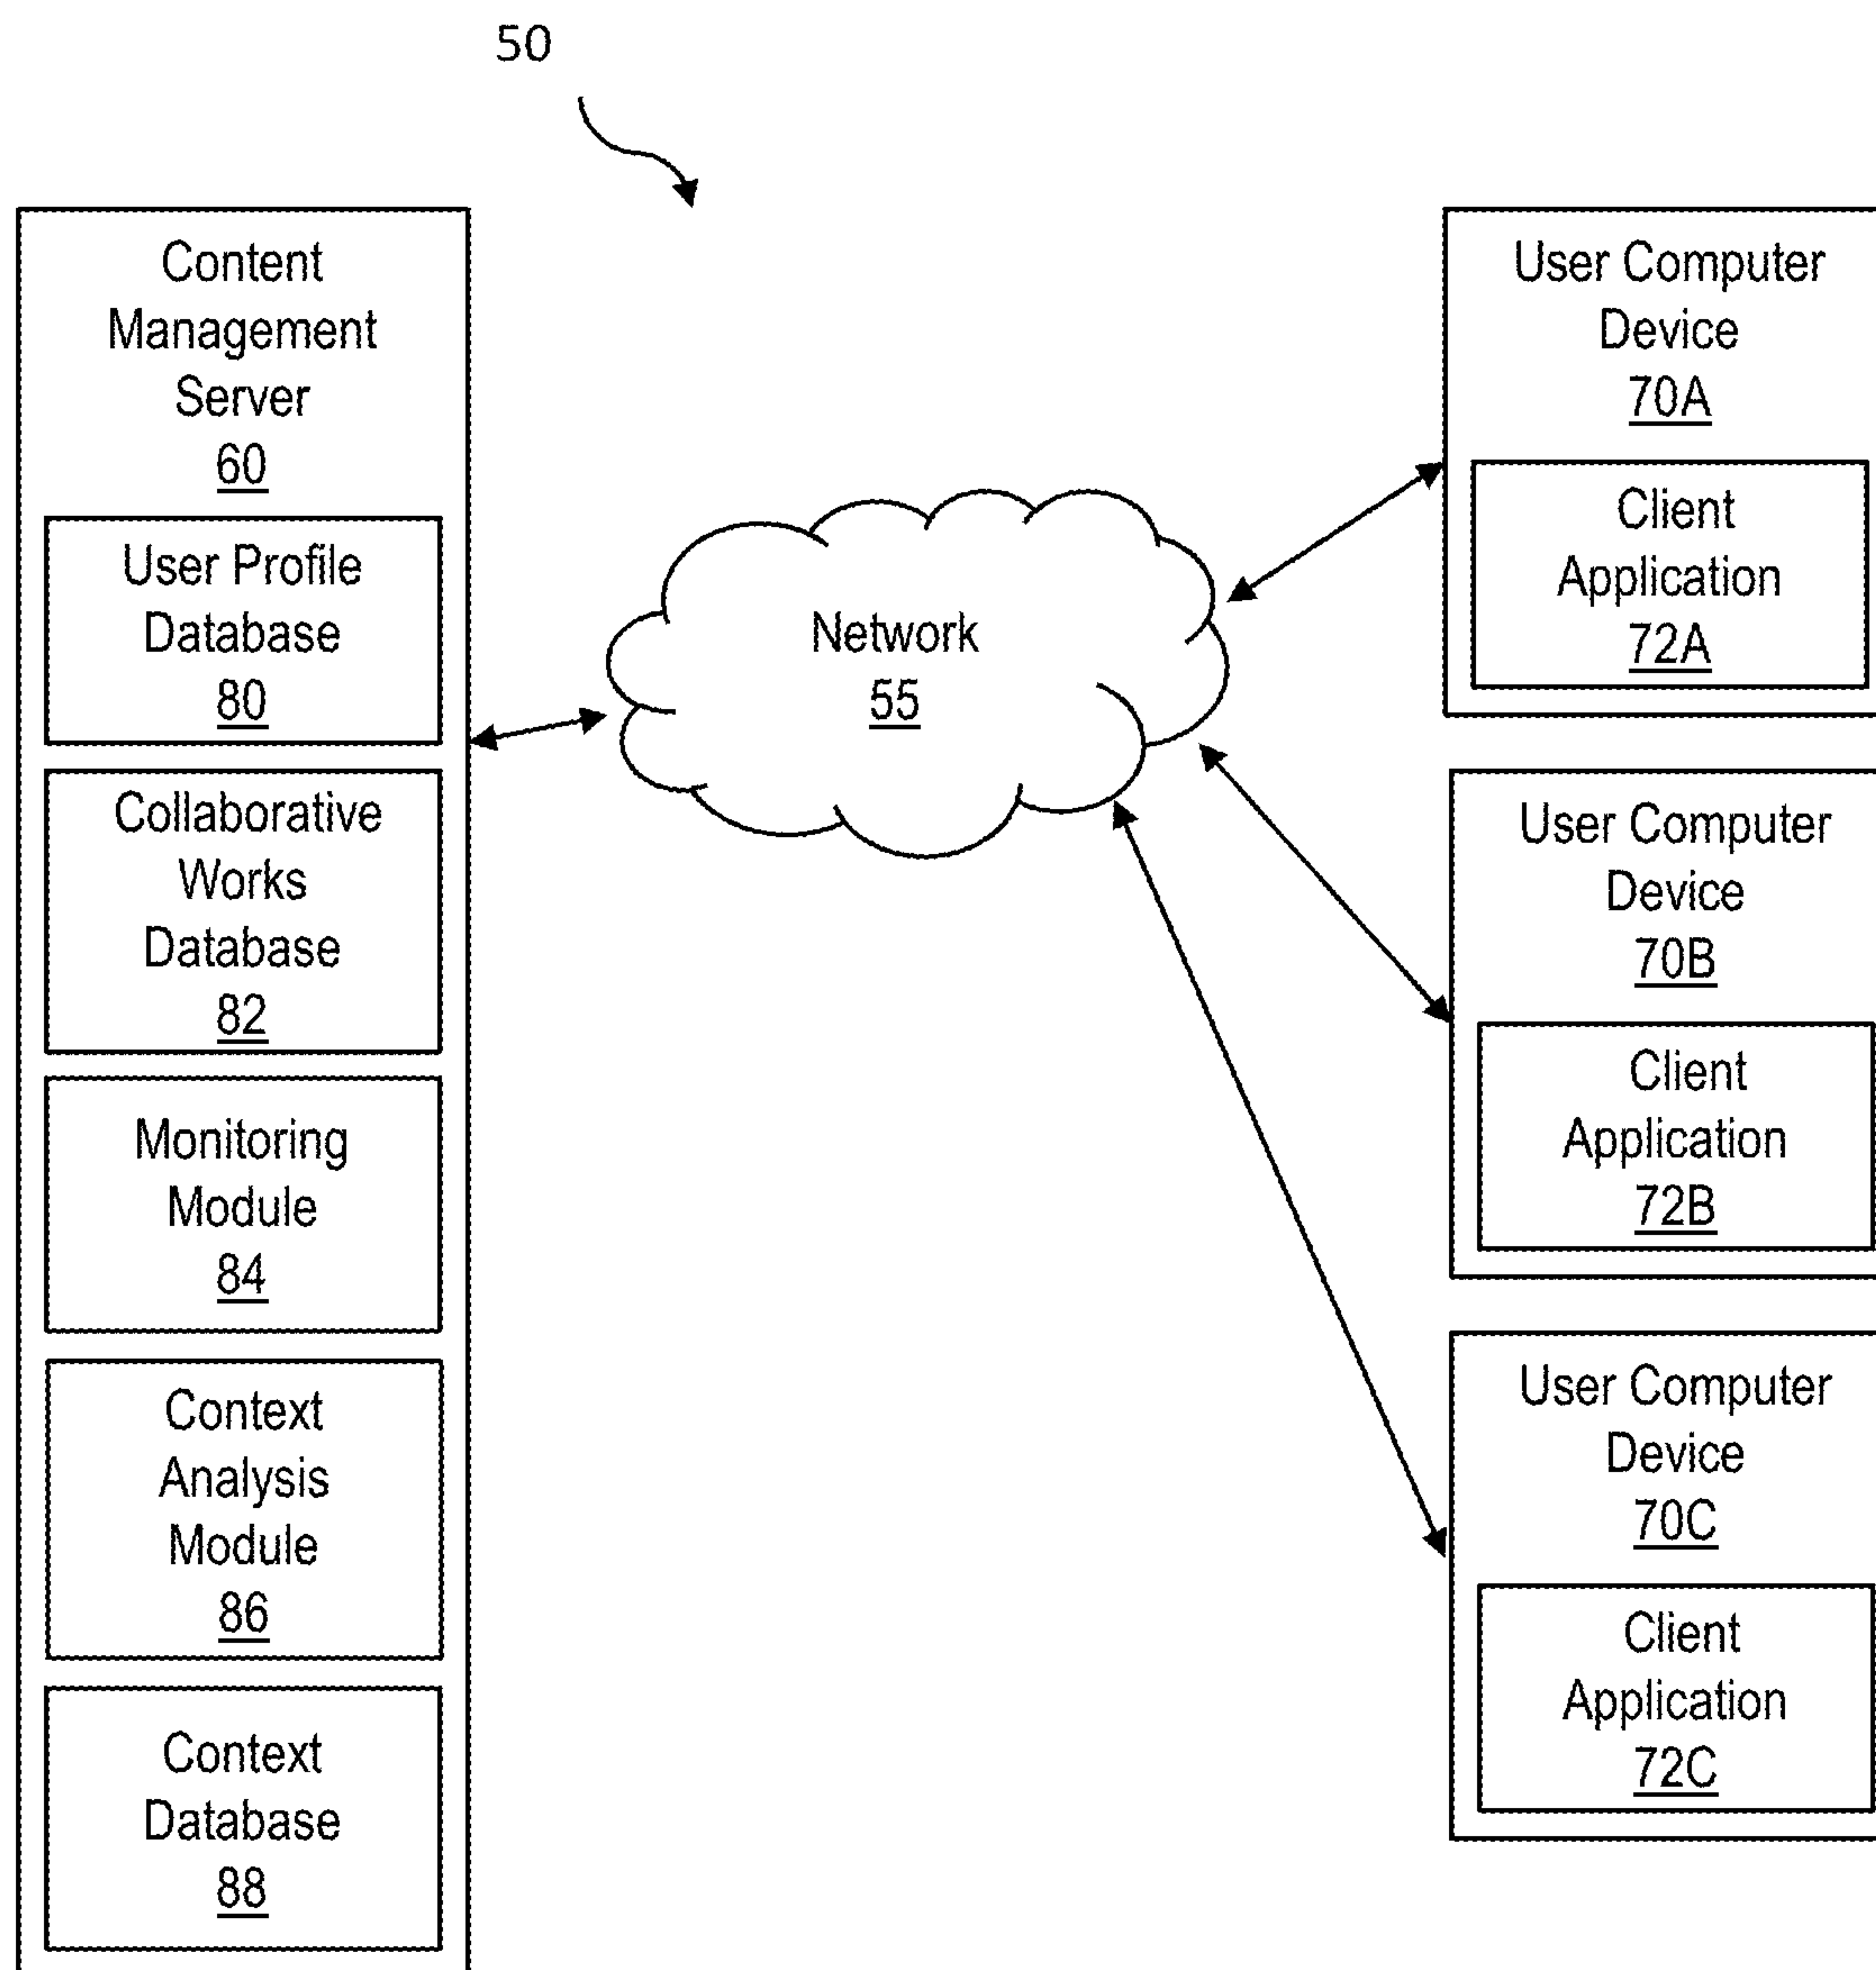 50
Content
Management
Server
60
User Profile
Database
80
Collaborative
Works
Database
82
Monitoring
Module
84
Context
Analysis
Module
86
Context
Database
88
Network
55
User Computer
Device
70A
Client
Application
72A
User Computer
Device
70B
Client
Application
72B
User Computer
Device
70C
Client
Application
72C